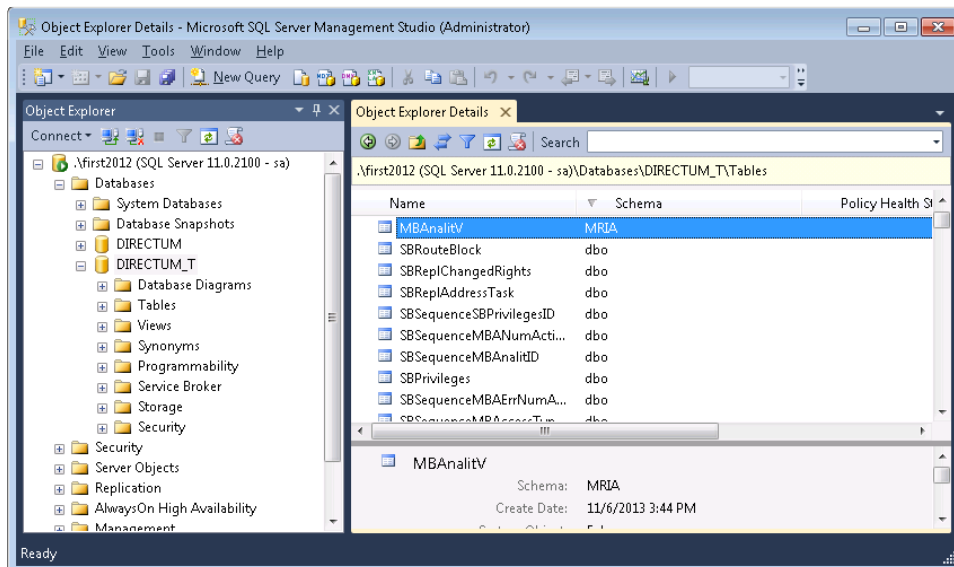 Object Explorer Details - Microsoft SQL Server Management Studio (Administrator)
File Edit View Tools Window Help
New Query
Object Explorer
Connect
.\first2012 (SQL Server 11.0.2100 - sa)
Databases
System Databases
Database Snapshots
DIRECTUM
DIRECTUM_T
Database Diagrams
Tables
Views
Synonyms
Programmability
Service Broker
Storage
Security
Security
Server Objects
Replication
AlwaysOn High Availability
Management
Object Explorer Details
Search
.\first2012 (SQL Server 11.0.2100 - sa)\Databases\DIRECTUM_T\Tables
Name Schema Policy Health St
MBAnalitV MRIA
SBRouteBlock dbo
SBReplChangedRights dbo
SBReplAddressTask dbo
SBSequenceSBPrivilegesID dbo
SBSequenceMBANumActi... dbo
SBSequenceMBAnalitID dbo
SBPrivileges dbo
SBSequenceMBAErrNumA... dbo
SBSequenceMBAccessTyp... dbo
MBAnalitV
Schema: MRIA
Create Date: 11/6/2013 3:44 PM
Ready